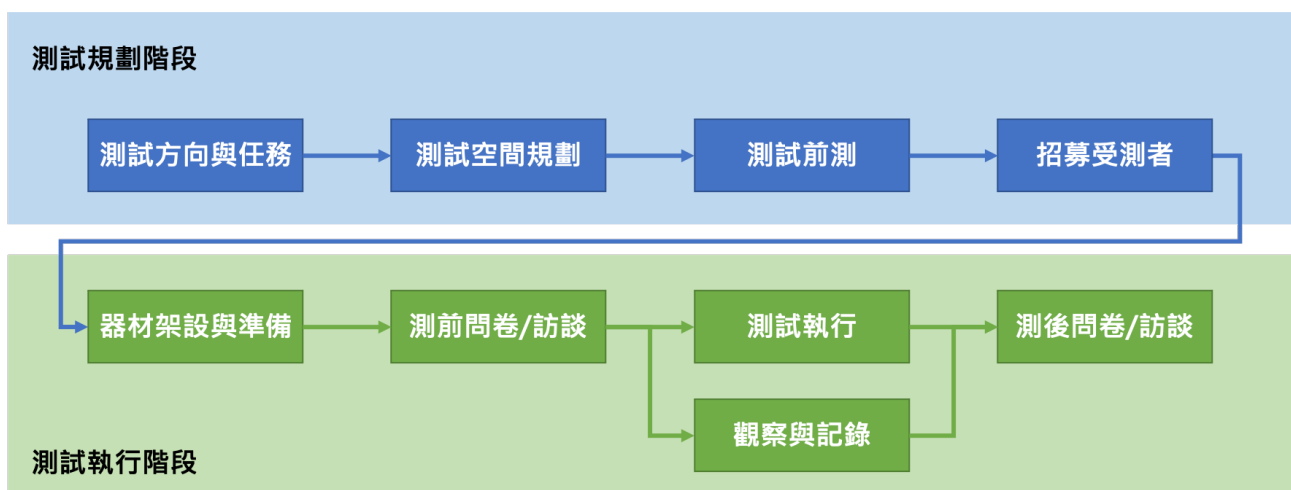 測試規劃階段
測試方向與任務
測試空間規劃
測試前測
招募受測者
器材架設與準備
測前問卷/訪談
測試執行
測後問卷/訪談
觀察與記錄
測試執行階段